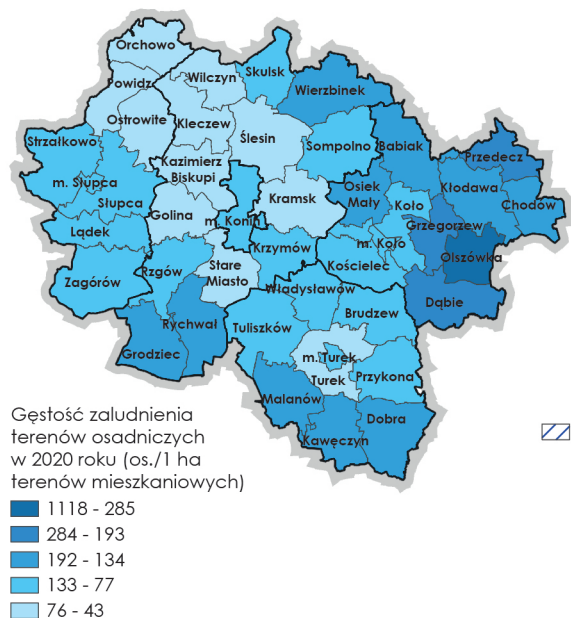 Orchowo
Powidz
Wilczyn
Skulsk
Wierzbinek
Ostrowite
Kleczew
Ślesin
Strzałkowo
Sompolno
Babiak
Przedecz
Kazimierz
Biskupi
m. Słupca
Słupca
Osiek
Mały
Kłodawa
Chodów
Kramsk
Koło
Golina
m. Konin
Grzegorzew
Lądek
m. Koło
Krzymów
Kościelec
Olszówka
Zagórów
Rzgów
Stare
Miasto
Władysławów
Dąbie
Rychwał
Tuliszków
Brudzew
Grodziec
m. Turek
Turek
Przykona
Malanów
Dobra
Kawęczyn
Gęstość zaludnienia
terenów osadniczych
w 2020 roku (os./1 ha
terenów mieszkaniowych)
1118 - 285
284 - 193
192 - 134
133 - 77
76 - 43